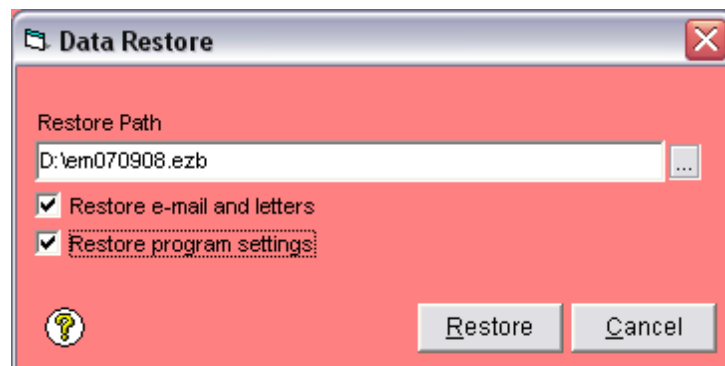 Data Restore
Restore Path
D:\em070908.ezb
...
Restore e-mail and letters
Restore program settings
?
Restore Cancel